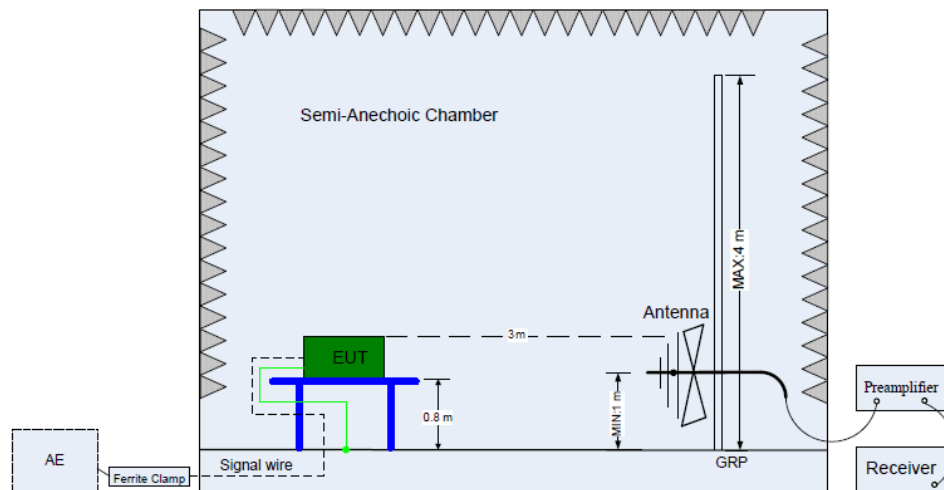 Semi-Anechoic Chamber
MAX:4 m
Antenna
3m
EUT
MIN:1 m
0.8 m
Preamplifier
AE
Ferrite Clamp
Signal wire
GRP
Receiver